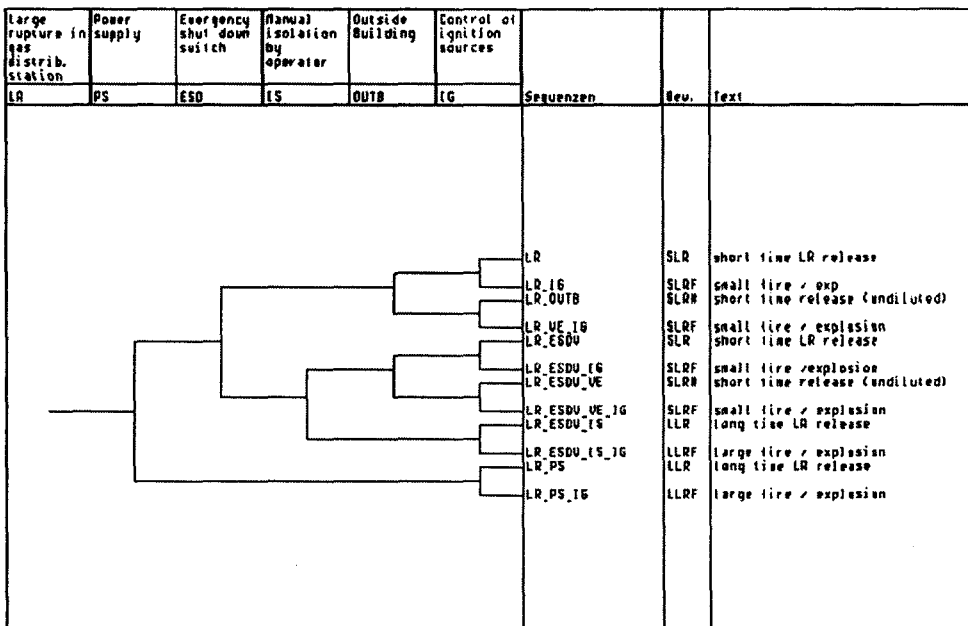 Large rupture in gas distrib. station
Power supply
Emergency shut down switch
Manual isolation by operator
Outside Building
Control of ignition sources
LR PS ESD IS OUTB IG Sequenzen Bew. Text
LR SLR short time LR release
LR_IG SLRF small fire / exp
LR_OUTB SLR# short time release (undiluted)
LR_VE_IG SLRF small fire / explosion
LR_ESDV SLR short time LR release
LR_ESDV_IG SLRF small fire /explosion
LR_ESDV_VE SLR# short time release (undiluted)
LR_ESDV_VE_IG SLRF small fire / explosion
LR_ESDV_IS LLR long time LR release
LR_ESDV_IS_IG LLRF large fire / explosion
LR_PS LLR long time LR release
LR_PS_IG LLRF large fire / explosion